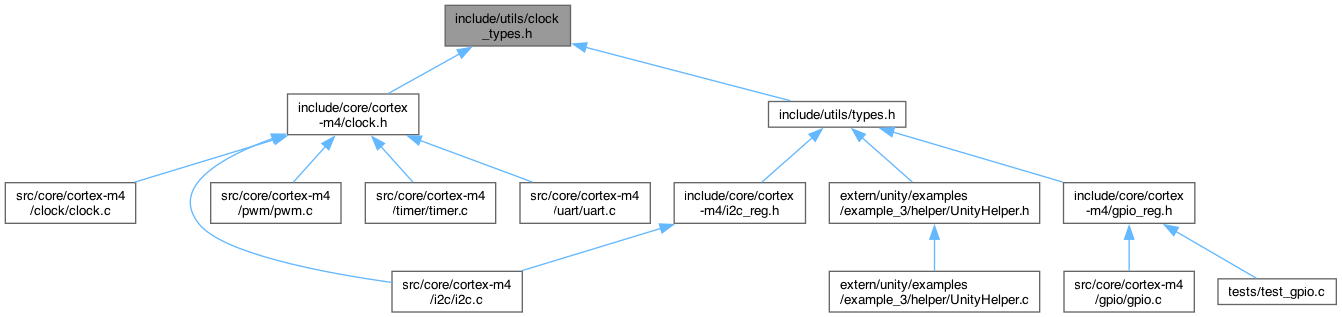 include/utils/clock
_types.h
include/core/cortex
-m4/clock.h
include/utils/types.h
src/core/cortex-m4
/clock/clock.c
src/core/cortex-m4
/pwm/pwm.c
src/core/cortex-m4
/timer/timer.c
src/core/cortex-m4
/uart/uart.c
include/core/cortex
-m4/i2c_reg.h
extern/unity/examples
/example_3/helper/UnityHelper.h
include/core/cortex
-m4/gpio_reg.h
src/core/cortex-m4
/i2c/i2c.c
extern/unity/examples
/example_3/helper/UnityHelper.c
src/core/cortex-m4
/gpio/gpio.c
tests/test_gpio.c